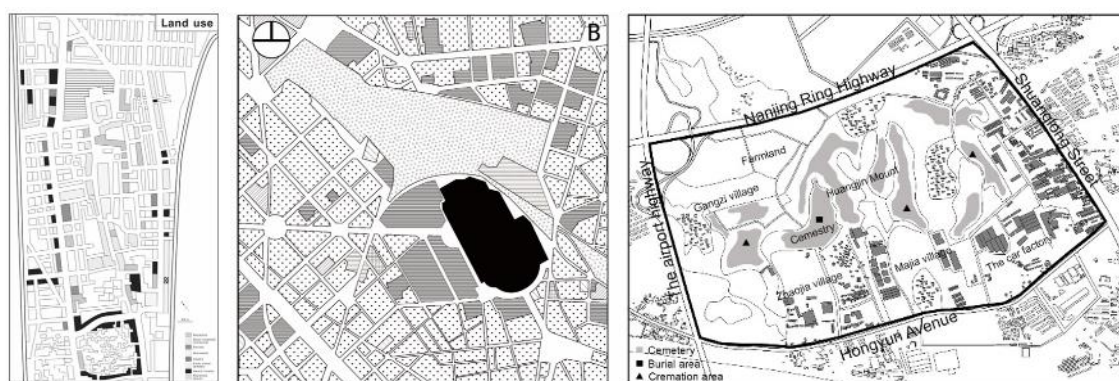 Land use
B
Nanjing Ring Highway
Shuanglong Street
The airport highway
Farmland
Gangzi village
Huangjin Mount
Cemestry
Zhaojia village
Majia village
The car factory
Hongyun Avenue
Cemetery
Burial area
Cremation area